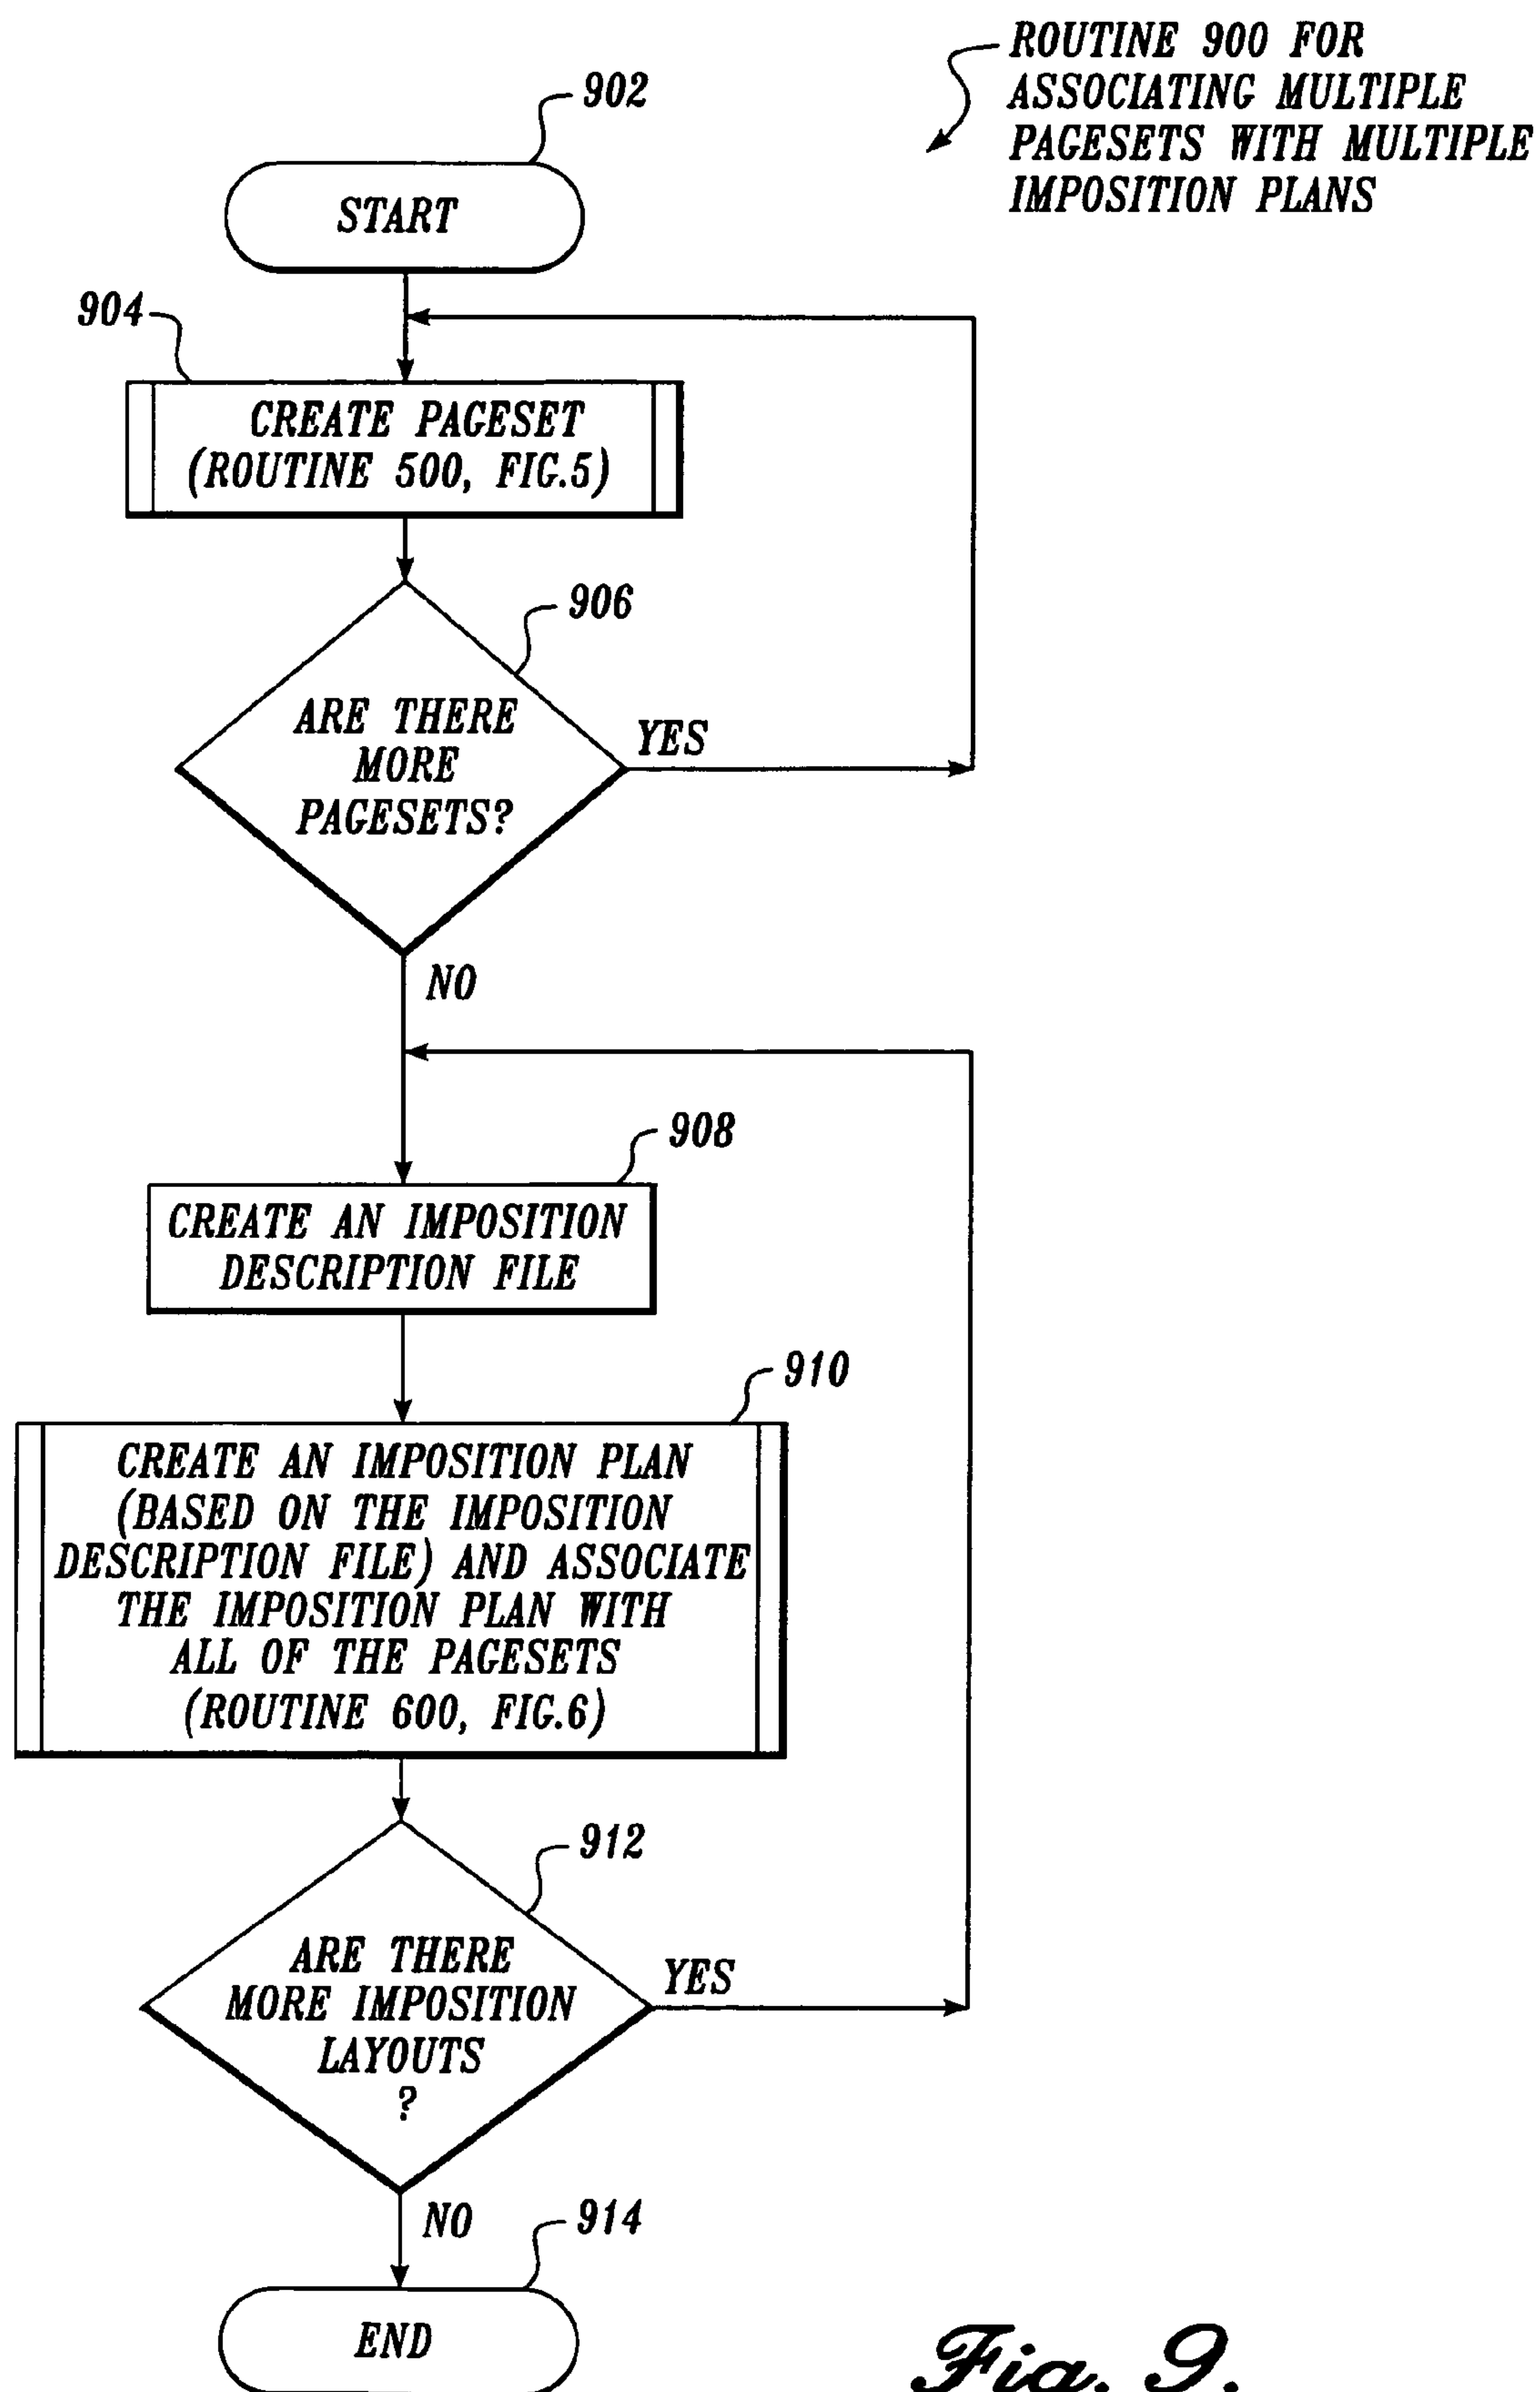 ROUTINE 900 FOR
ASSOCIATING MULTIPLE
PAGESETS WITH MULTIPLE
IMPOSITION PLANS
902
START
904
CREATE PAGESET
(ROUTINE 500, FIG.5)
906
ARE THERE
MORE
PAGESETS?
YES
NO
908
CREATE AN IMPOSITION
DESCRIPTION FILE
910
CREATE AN IMPOSITION PLAN
(BASED ON THE IMPOSITION
DESCRIPTION FILE) AND ASSOCIATE
THE IMPOSITION PLAN WITH
ALL OF THE PAGESETS
(ROUTINE 600, FIG.6)
912
ARE THERE
MORE IMPOSITION
LAYOUTS
?
YES
NO
914
END
Fig. 9.